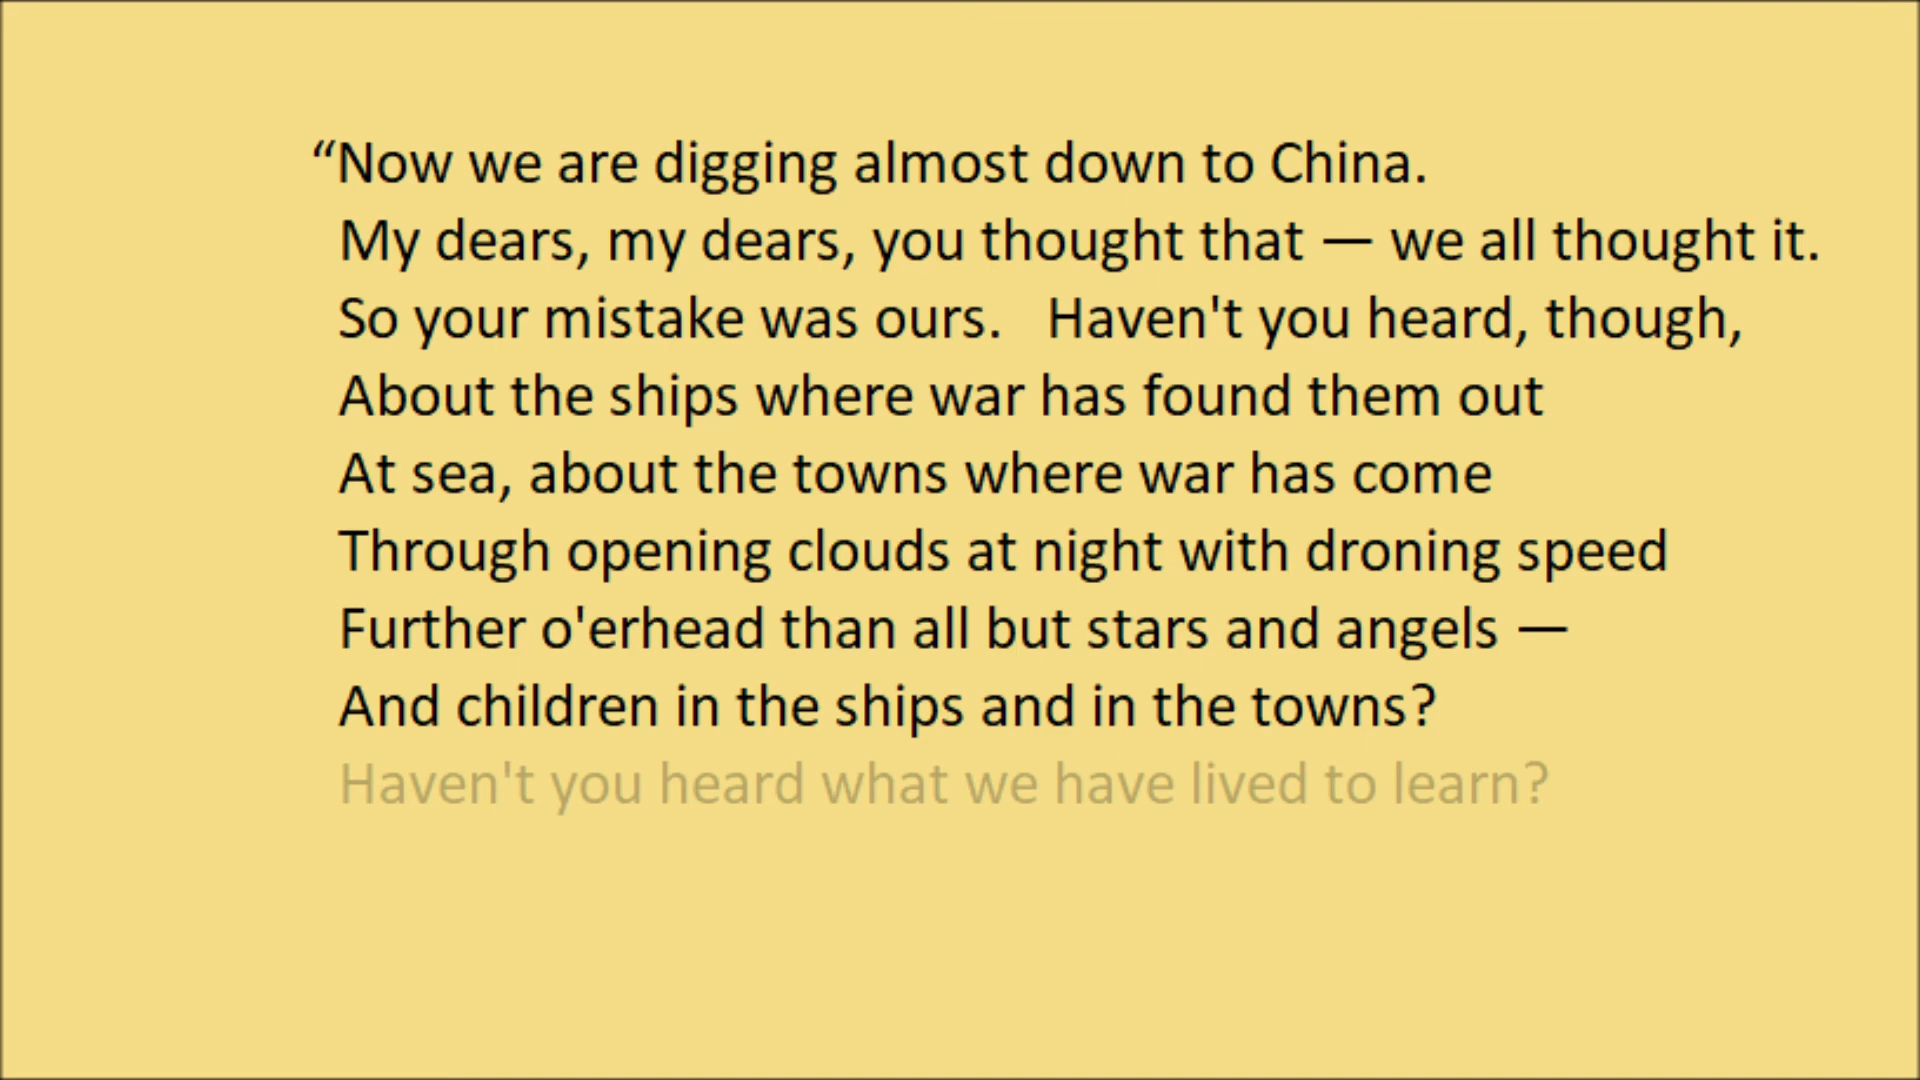 “Now we are digging almost down to China.
My dears, my dears, you thought that — we all thought it.
So your mistake was ours.   Haven't you heard, though,
About the ships where war has found them out
At sea, about the towns where war has come
Through opening clouds at night with droning speed
Further o'erhead than all but stars and angels —
And children in the ships and in the towns?
Haven't you heard what we have lived to learn?